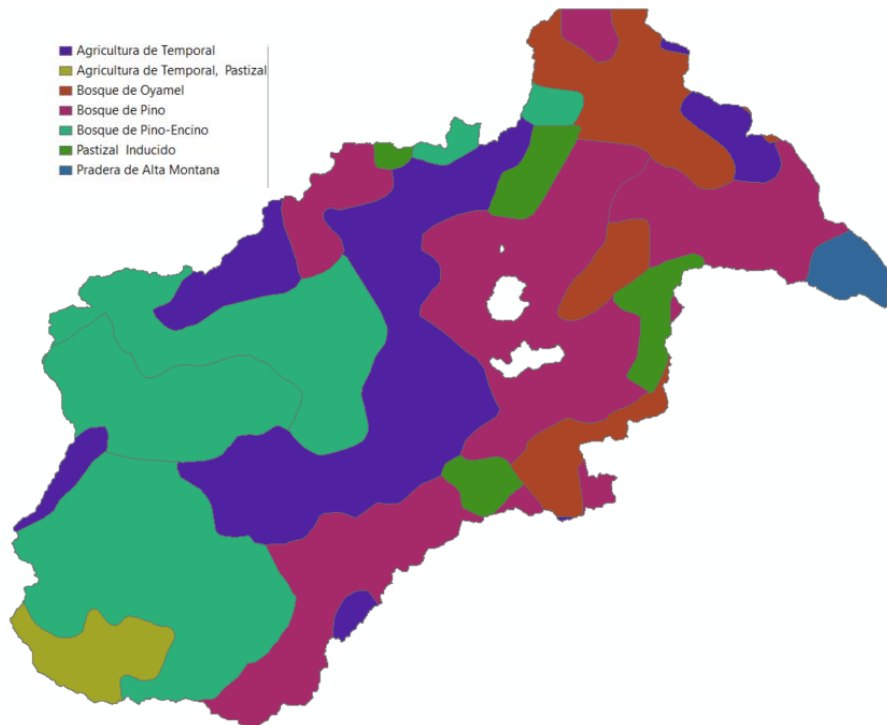 Agricultura de Temporal
Agricultura de Temporal, Pastizal
Bosque de Oyamel
Bosque de Pino
Bosque de Pino-Encino
Pastizal Inducido
Pradera de Alta Montana